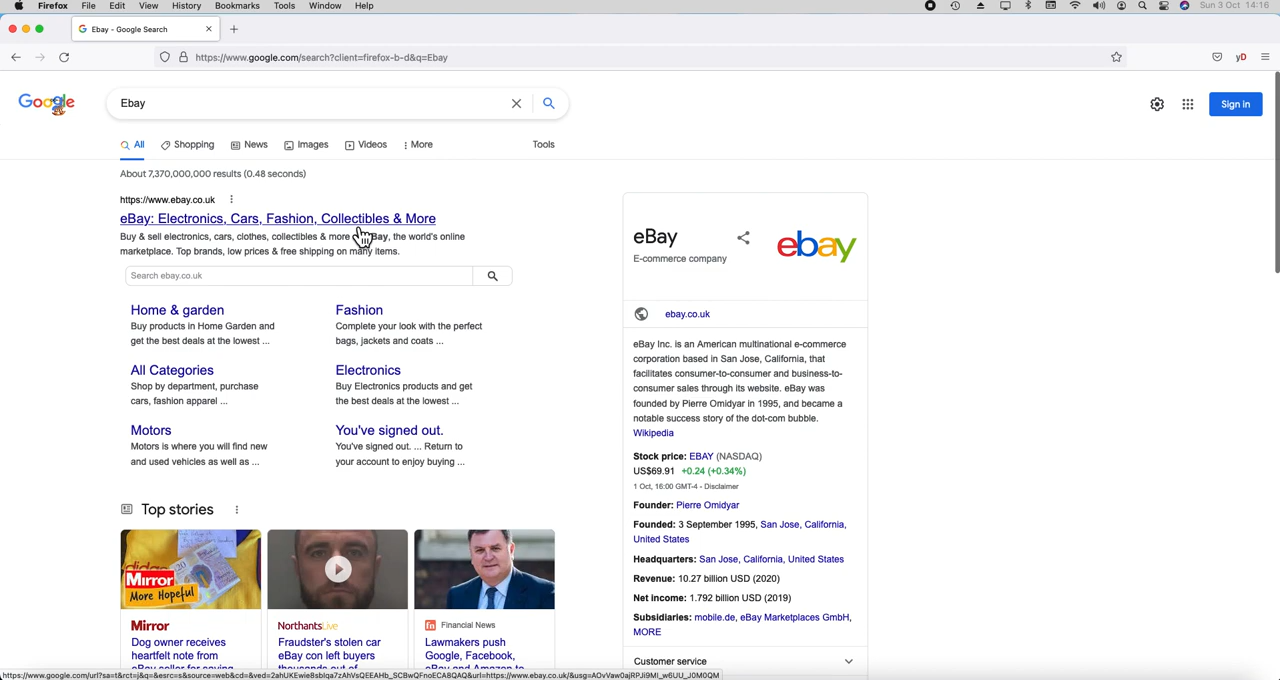 Firefox File Edit View History Bookmarks Tools Window Help Sun 3 Oct 14:16
Ebay - Google Search
https://www.google.com/search?client=firefox-b-d&q=Ebay
yD
Google
Ebay
Sign in
All Shopping News Images Videos More Tools
About 7,370,000,000 results (0.48 seconds)
https://www.ebay.co.uk
eBay: Electronics, Cars, Fashion, Collectibles & More
Buy & sell electronics, cars, clothes, collectibles & more Bay, the world's online
marketplace. Top brands, low prices & free shipping on many items.
Search ebay.co.uk
Home & garden
Buy products in Home Garden and
get the best deals at the lowest ...
Fashion
Complete your look with the perfect
bags, jackets and coats ...
All Categories
Shop by department, purchase
cars, fashion apparel ...
Electronics
Buy Electronics products and get
the best deals at the lowest ...
Motors
Motors is where you will find new
and used vehicles as well as ...
You've signed out.
You've signed out. ... Return to
your account to enjoy buying ...
Top stories
Mirror
More Hopeful
Mirror
Dog owner receives
heartfelt note from
NorthantsLive
Fraudster's stolen car
eBay con left buyers
Financial News
Lawmakers push
Google, Facebook,
eBay
E-commerce company
ebay
ebay.co.uk
eBay Inc. is an American multinational e-commerce
corporation based in San Jose, California, that
facilitates consumer-to-consumer and business-to-
consumer sales through its website. eBay was
founded by Pierre Omidyar in 1995, and became a
notable success story of the dot-com bubble.
Wikipedia
Stock price: EBAY (NASDAQ)
US$69.91 +0.24 (+0.34%)
1 Oct, 16:00 GMT-4 - Disclaimer
Founder: Pierre Omidyar
Founded: 3 September 1995, San Jose, California,
United States
Headquarters: San Jose, California, United States
Revenue: 10.27 billion USD (2020)
Net income: 1.792 billion USD (2019)
Subsidiaries: mobile.de, eBay Marketplaces GmbH,
MORE
Customer service